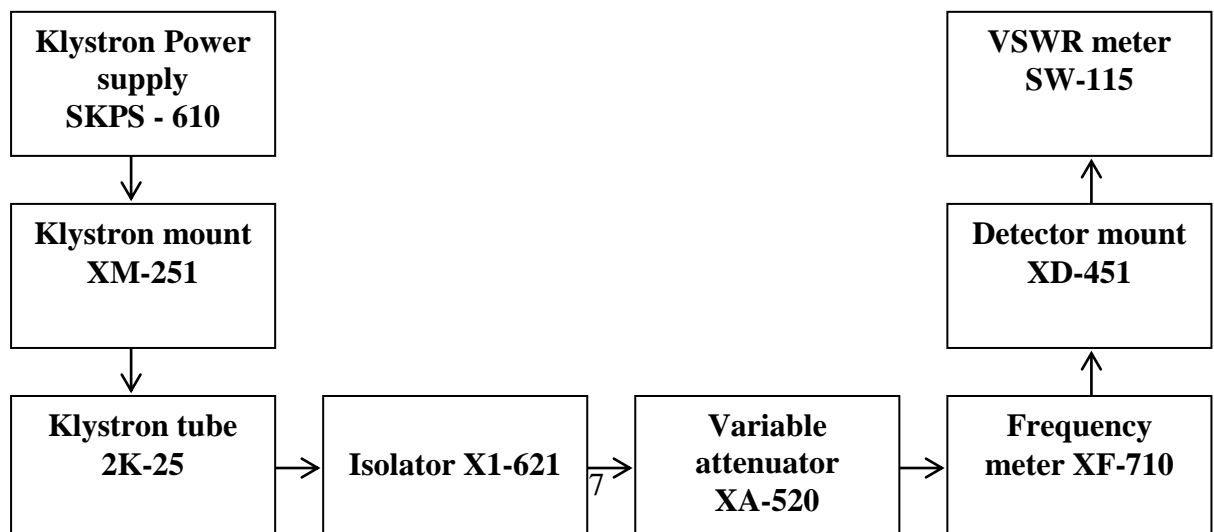 Klystron Power
supply
SKPS - 610
VSWR meter
SW-115
Klystron mount
XM-251
Detector mount
XD-451
Klystron tube
2K-25
Isolator X1-621
7
Variable
attenuator
XA-520
Frequency
meter XF-710